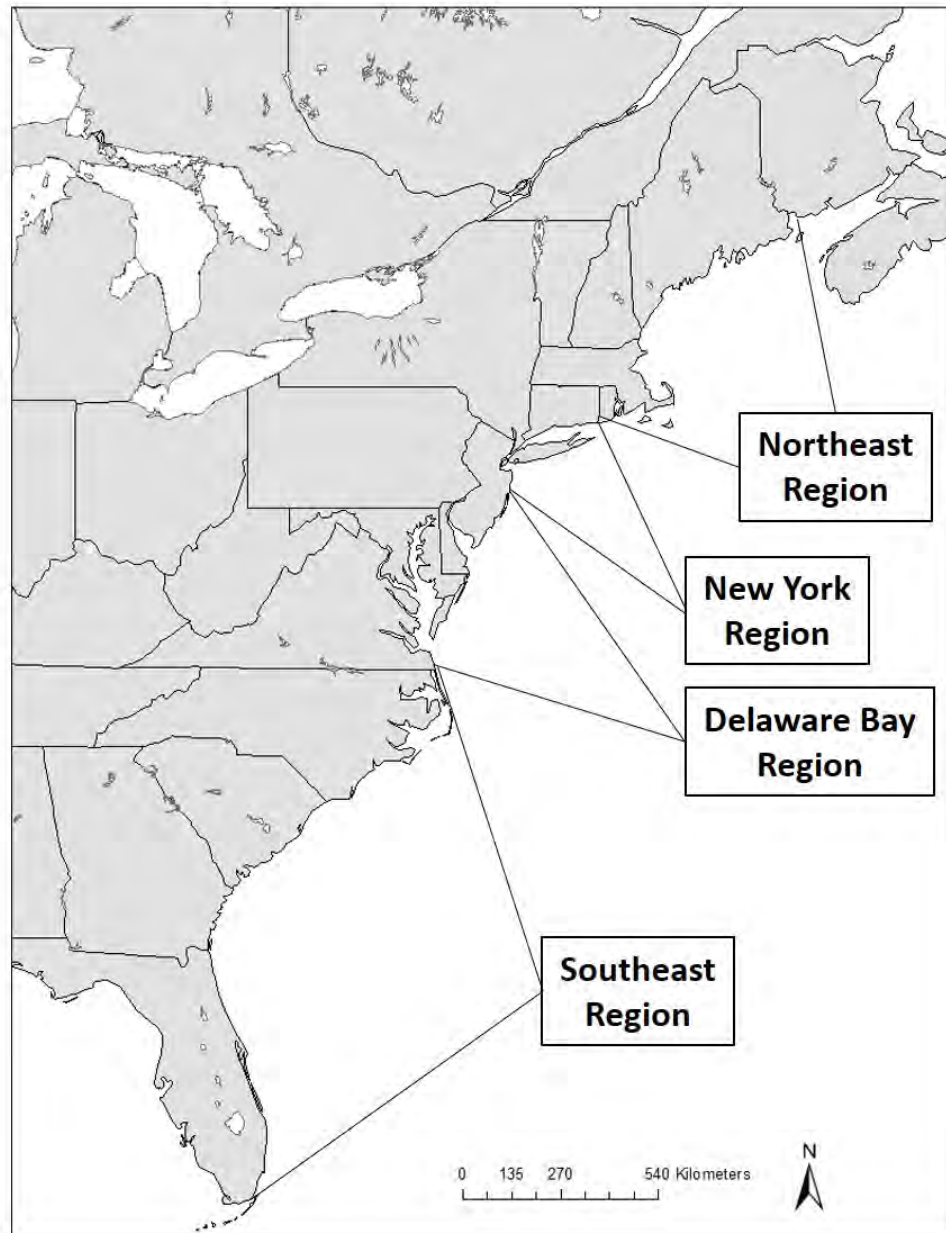 Northeast
Region
New York
Region
Delaware Bay
Region
Southeast
Region
N
0 135 270 540 Kilometers